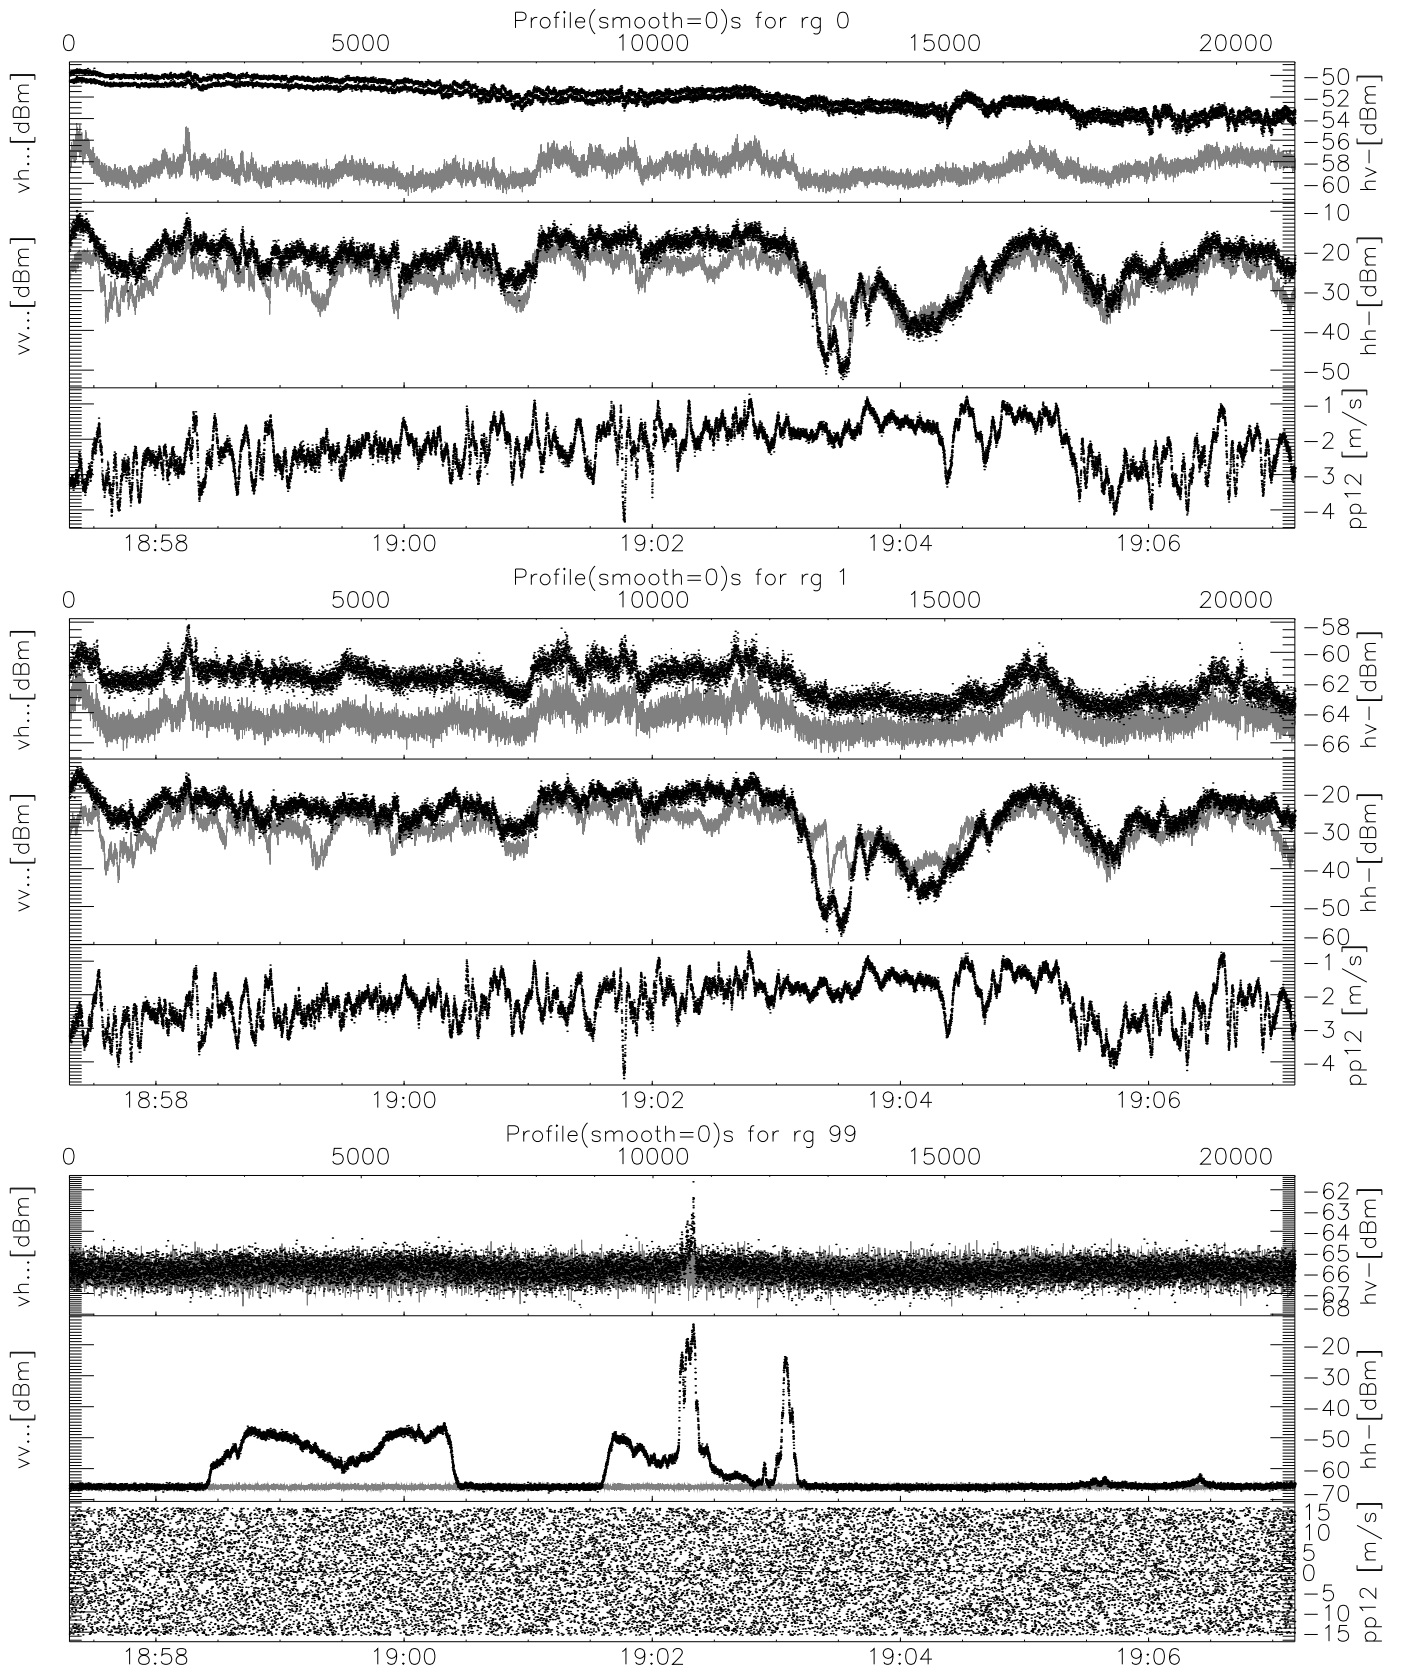 Profile(smooth=0)s for rg 0
0 5000 10000 15000 20000
vh...[dBm]
-50
-52
-54
-56
-58
-60
hv-[dBm]
vv...[dBm]
-10
-20
-30
-40
-50
hh-[dBm]
-1
-2
-3
-4
pp12 [m/s]
18:58 19:00 19:02 19:04 19:06
Profile(smooth=0)s for rg 1
0 5000 10000 15000 20000
vh...[dBm]
-58
-60
-62
-64
-66
hv-[dBm]
vv...[dBm]
-20
-30
-40
-50
-60
hh-[dBm]
-1
-2
-3
-4
pp12 [m/s]
18:58 19:00 19:02 19:04 19:06
Profile(smooth=0)s for rg 99
0 5000 10000 15000 20000
vh...[dBm]
-62
-63
-64
-65
-66
-67
-68
hv-[dBm]
vv...[dBm]
-20
-30
-40
-50
-60
-70
hh-[dBm]
15
10
5
0
-5
-10
-15
pp12 [m/s]
18:58 19:00 19:02 19:04 19:06